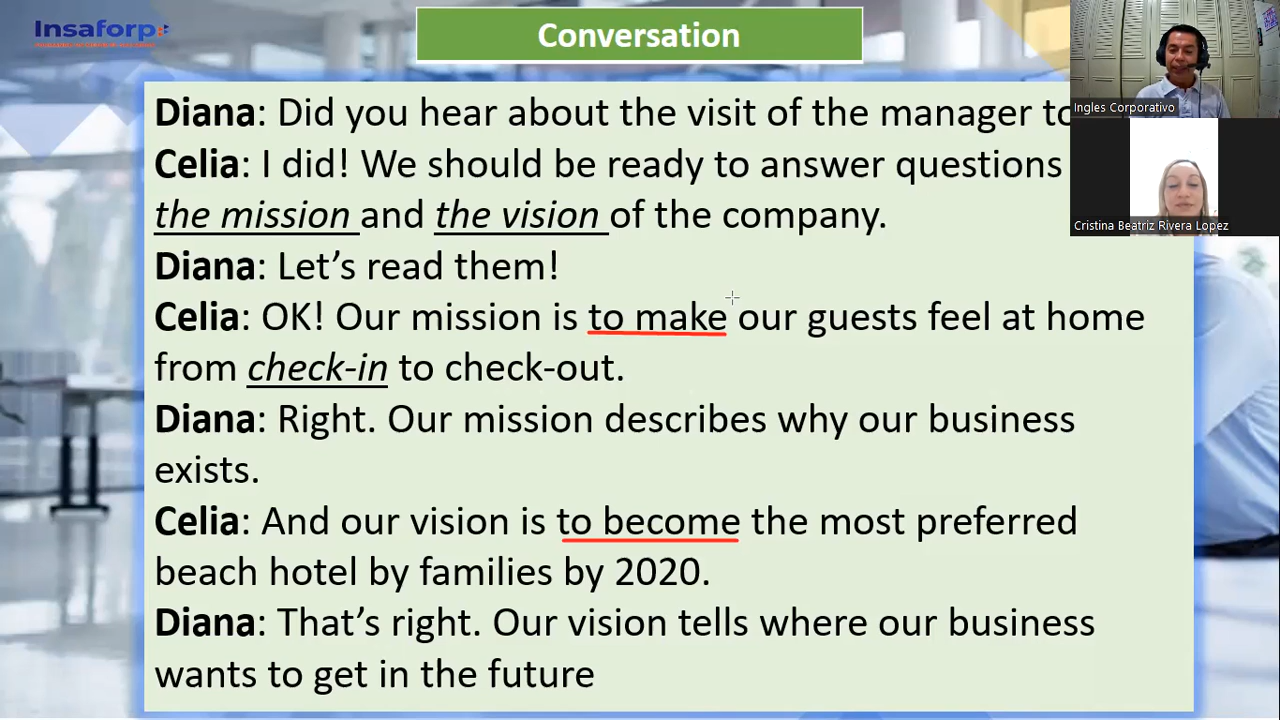 Insaforp
Conversation
Diana: Did you hear about the visit of the manager
Ingles Corporativo
Celia: I did! We should be ready to answer questions
the mission and the vision of the company.
Cristina Beatriz Rivera Lopez
Diana: Let’s read them!
Celia: OK! Our mission is to make our guests feel at home
from check-in to check-out.
Diana: Right. Our mission describes why our business
exists.
Celia: And our vision is to become the most preferred
beach hotel by families by 2020.
Diana: That’s right. Our vision tells where our business
wants to get in the future